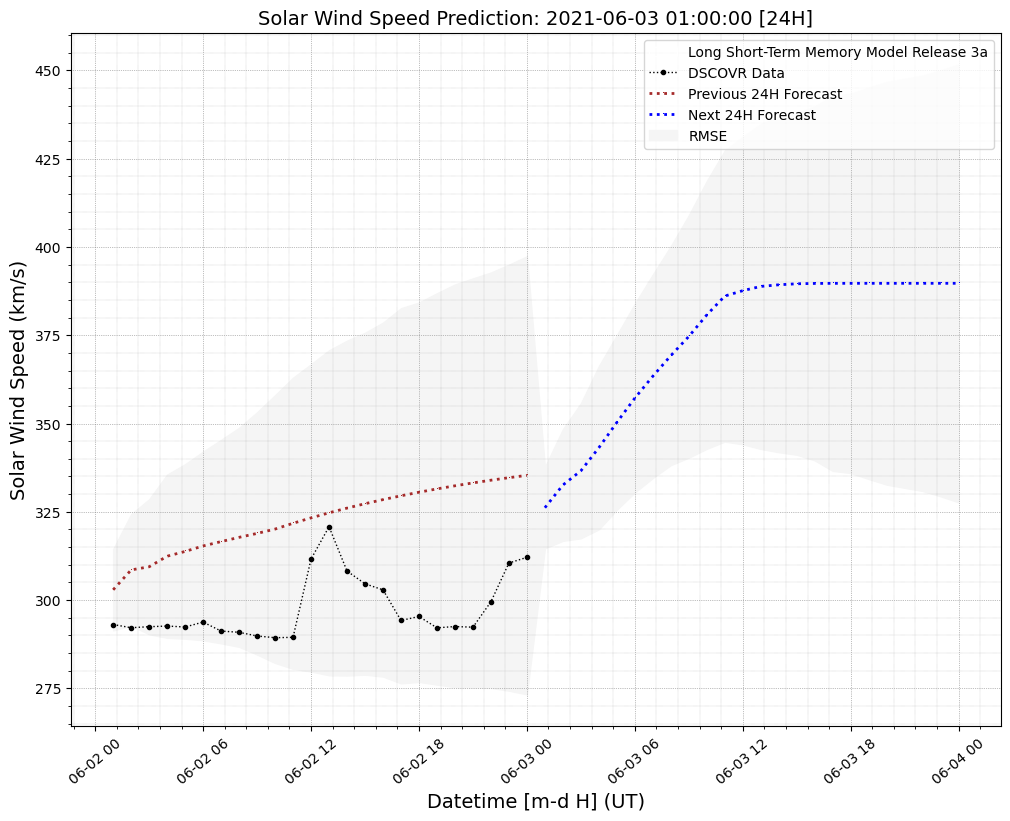 Solar Wind Speed Prediction: 2021-06-03 01:00:00 [24H]
Long Short-Term Memory Model Release 3a
DSCOVR Data
Previous 24H Forecast
Next 24H Forecast
RMSE
Solar Wind Speed (km/s)
450
425
400
375
350
325
300
275
06-02 00
06-02 06
06-02 12
06-02 18
06-03 00
06-03 06
06-03 12
06-03 18
06-04 00
Datetime [m-d H] (UT)